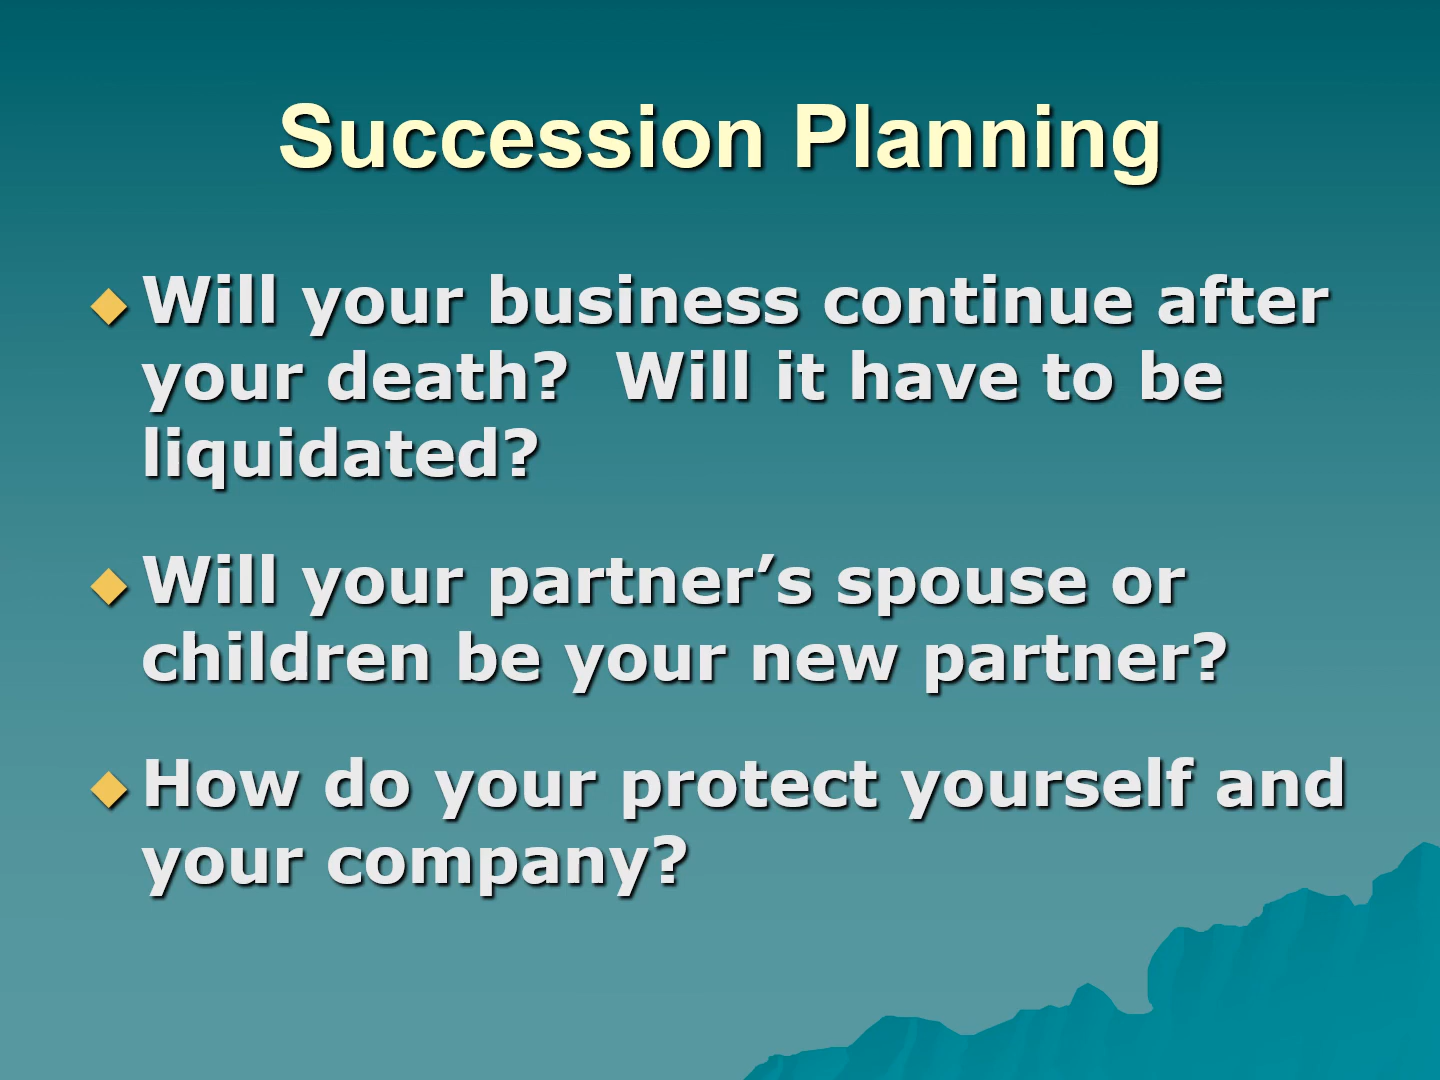 Succession Planning
Will your business continue after
your death?  Will it have to be
liquidated?
Will your partner’s spouse or
children be your new partner?
How do your protect yourself and
your company?